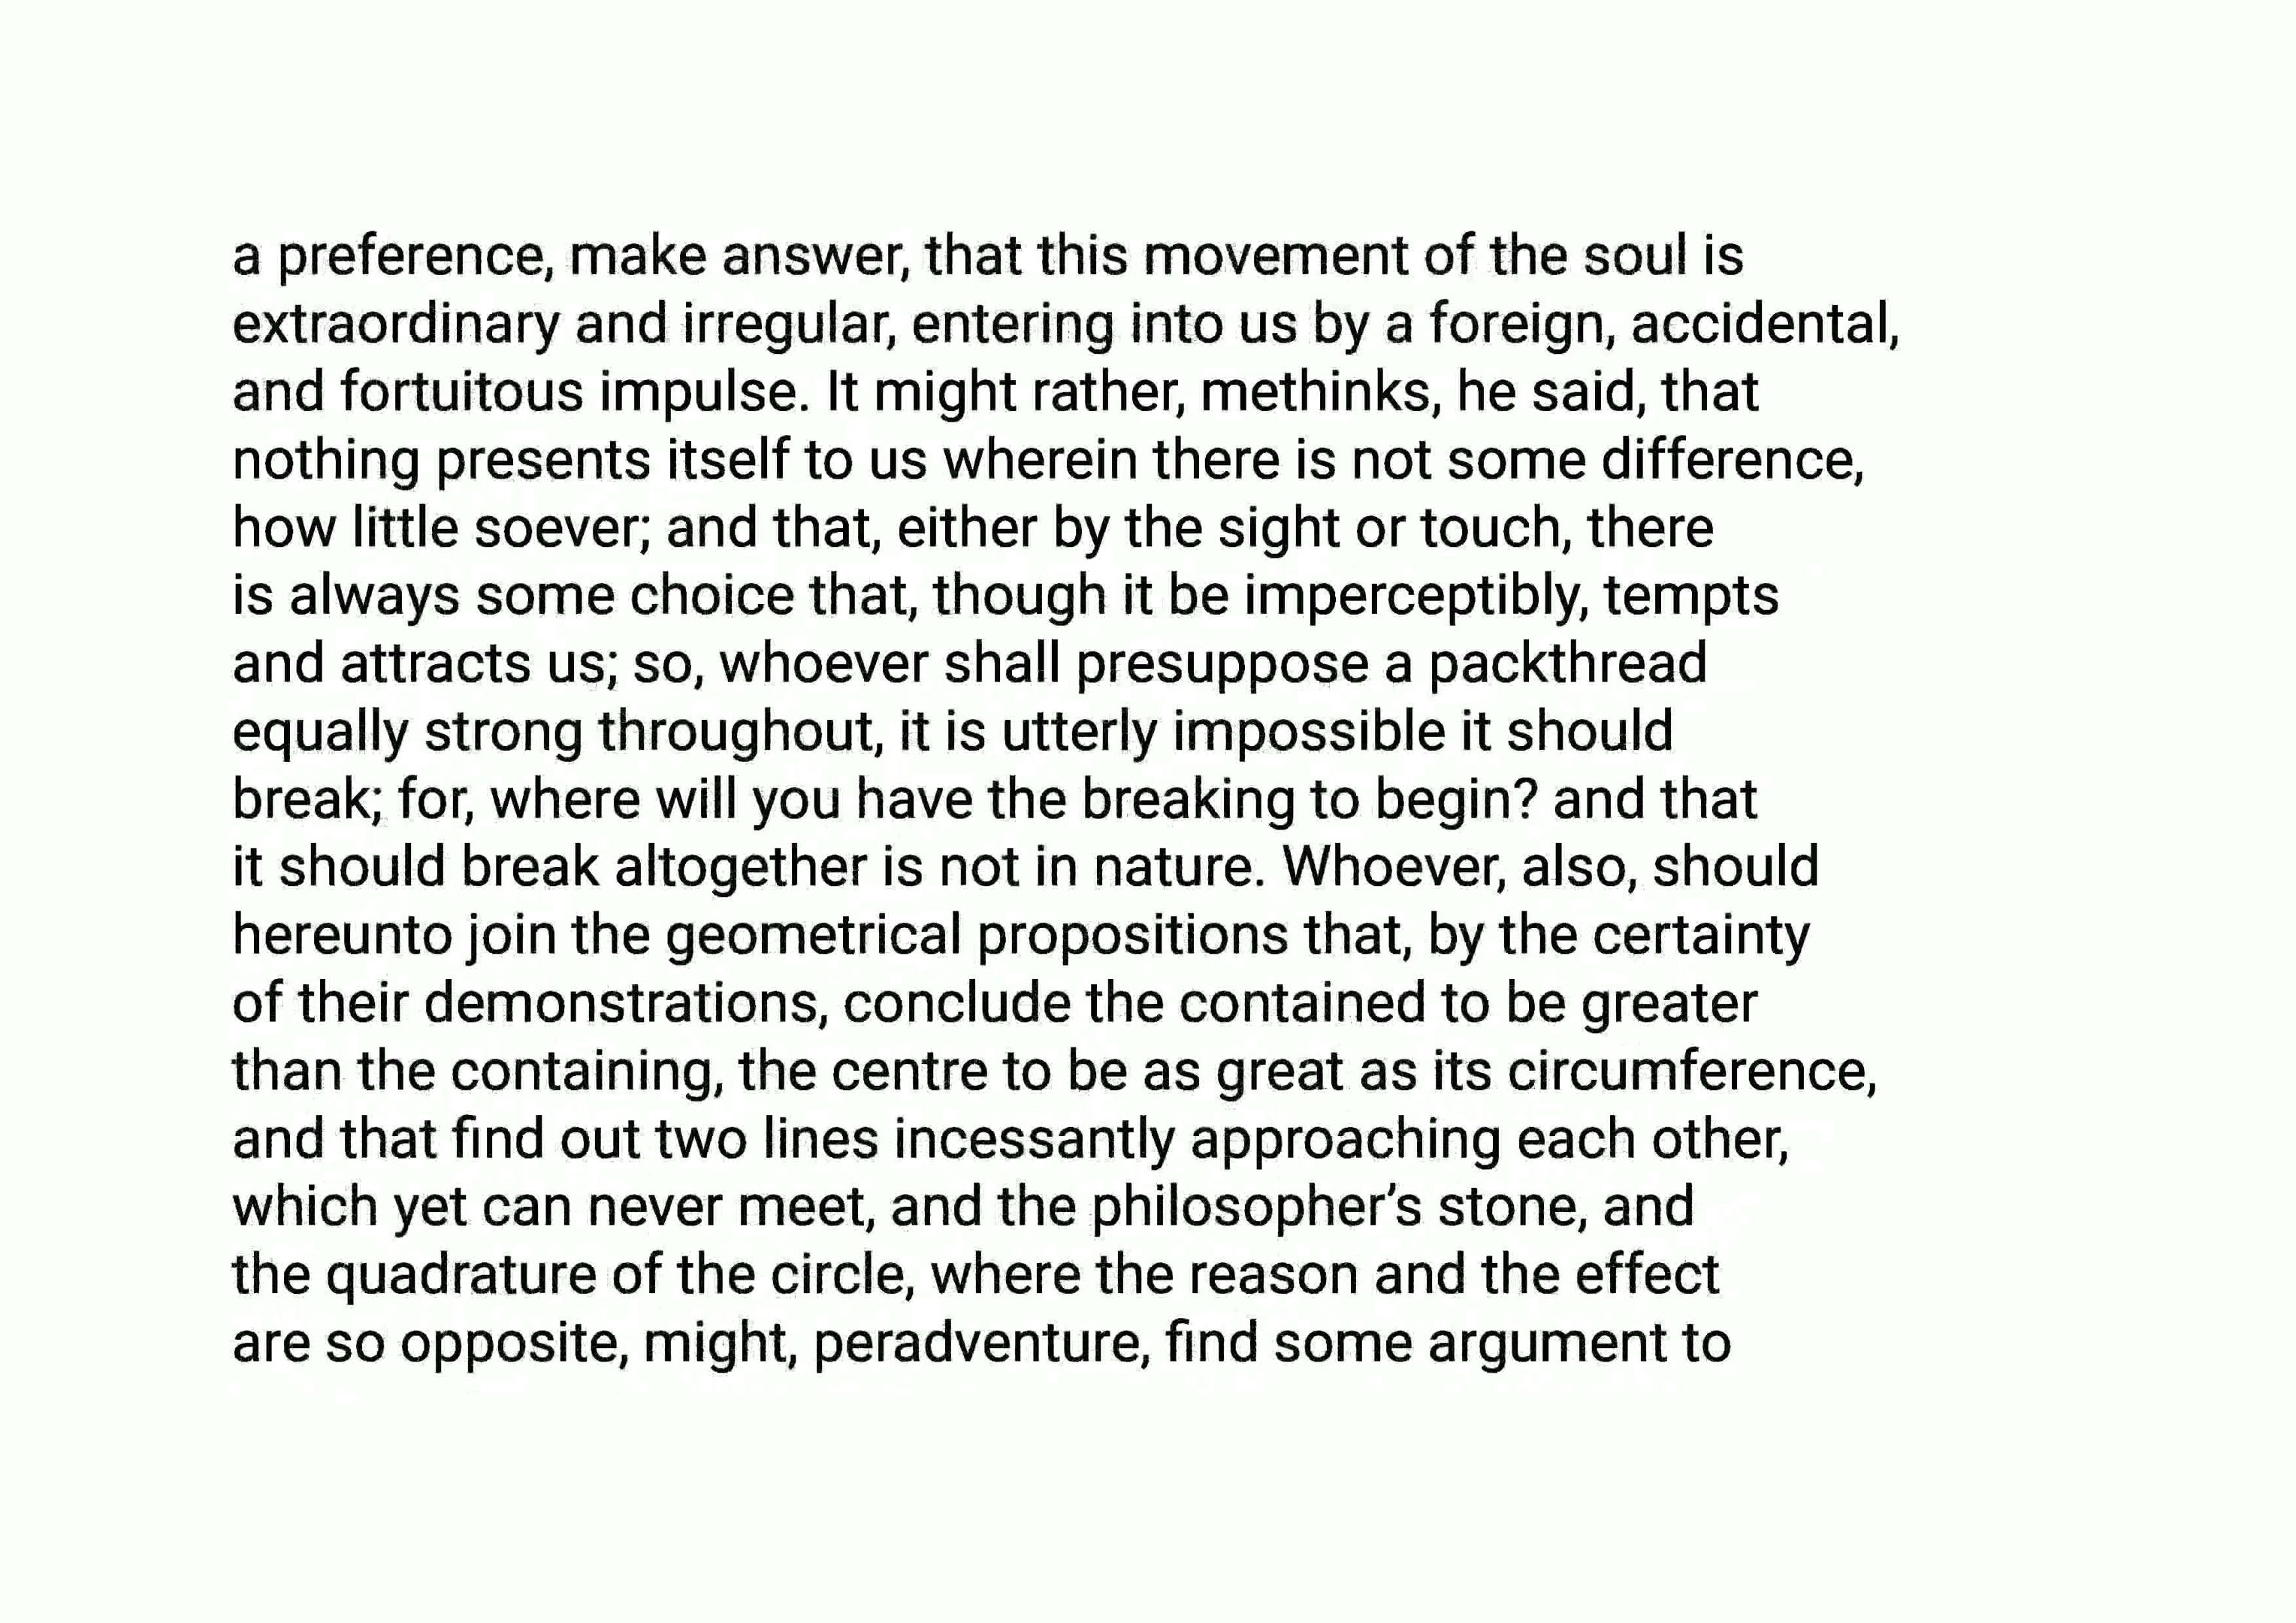 a preference, make answer, that this movement of the soul is
extraordinary and irregular, entering into us by a foreign, accidental,
and fortuitous impulse. It might rather, methinks, he said, that
nothing presents itself to us wherein there is not some difference,
how little soever; and that, either by the sight or touch, there
is always some choice that, though it be imperceptibly, tempts
and attracts us; so, whoever shall presuppose a packthread
equally strong throughout, it is utterly impossible it should
break; for, where will you have the breaking to begin? and that
it should break altogether is not in nature. Whoever, also, should
hereunto join the geometrical propositions that, by the certainty
of their demonstrations, conclude the contained to be greater
than the containing, the centre to be as great as its circumference,
and that find out two lines incessantly approaching each other,
which yet can never meet, and the philosopher’s stone, and
the quadrature of the circle, where the reason and the effect
are so opposite, might, peradventure, find some argument to